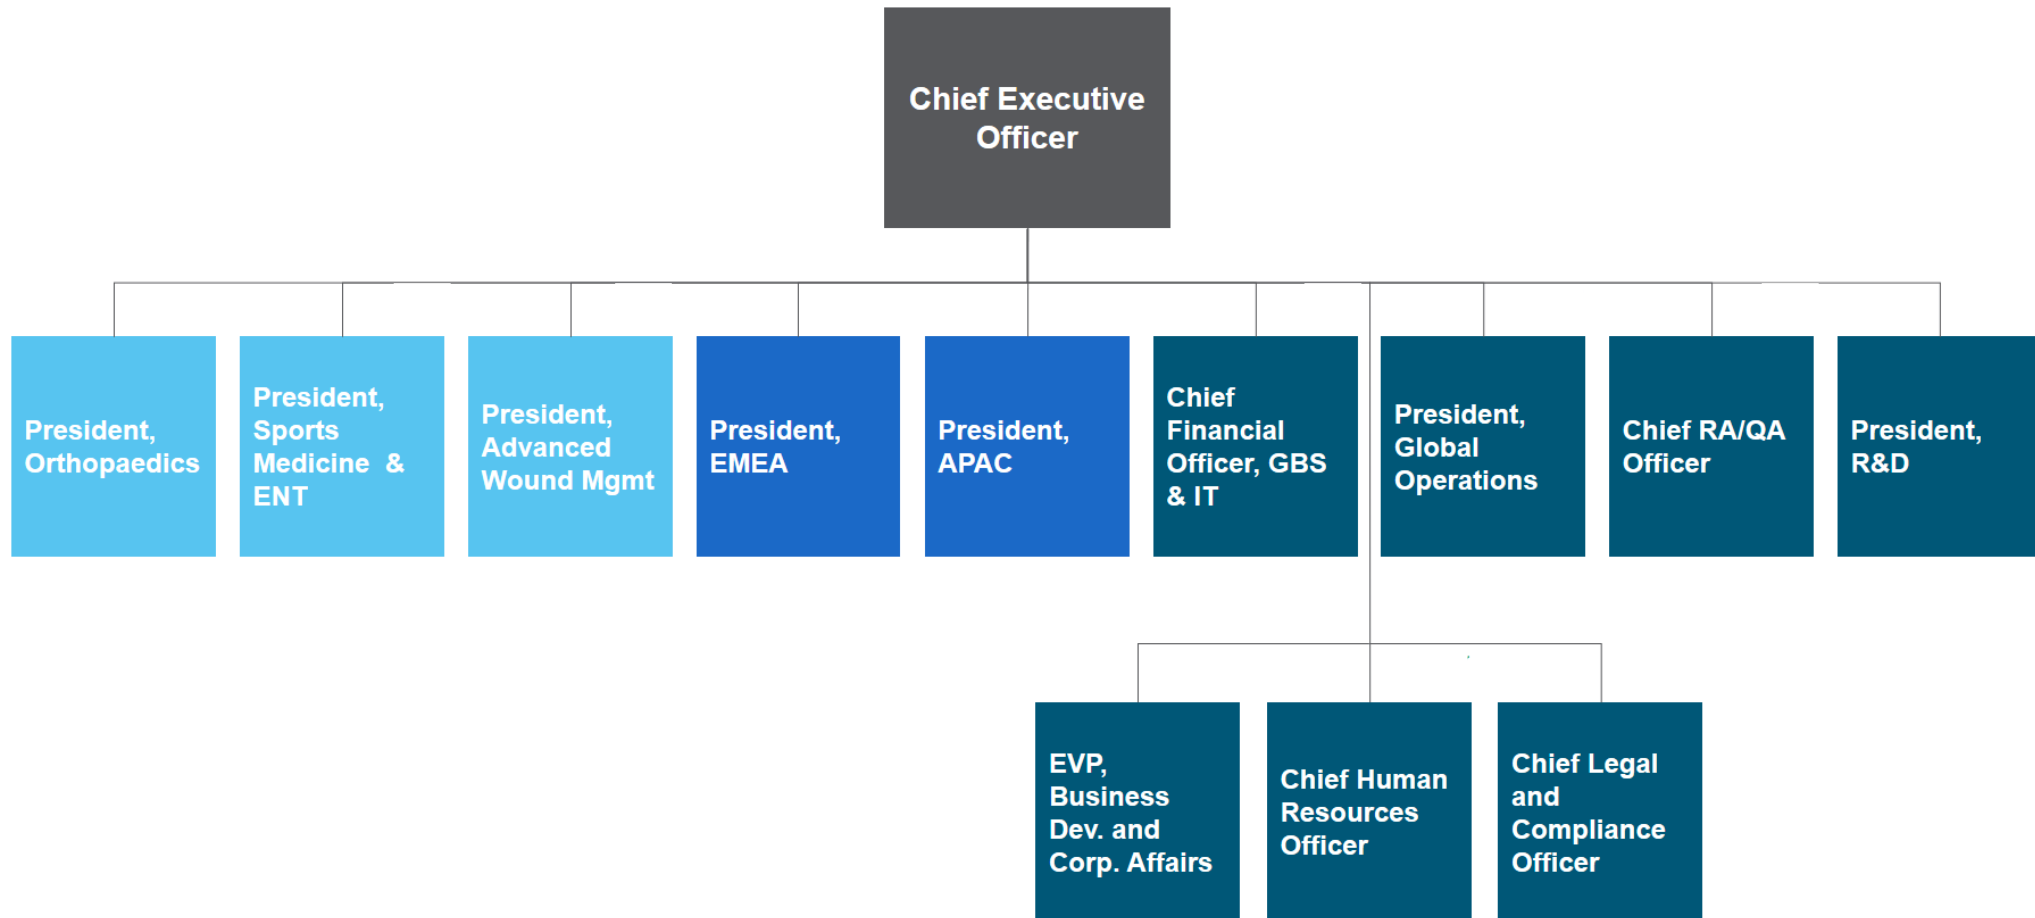 Chief Executive
Officer
President,
Orthopaedics
President,
Sports
Medicine  &
ENT
President,
Advanced
Wound Mgmt
President,
EMEA
President,
APAC
Chief
Financial
Officer, GBS
& IT
President,
Global
Operations
Chief RA/QA
Officer
President,
R&D
EVP,
Business
Dev. and
Corp. Affairs
Chief Human
Resources
Officer
Chief Legal
and
Compliance
Officer